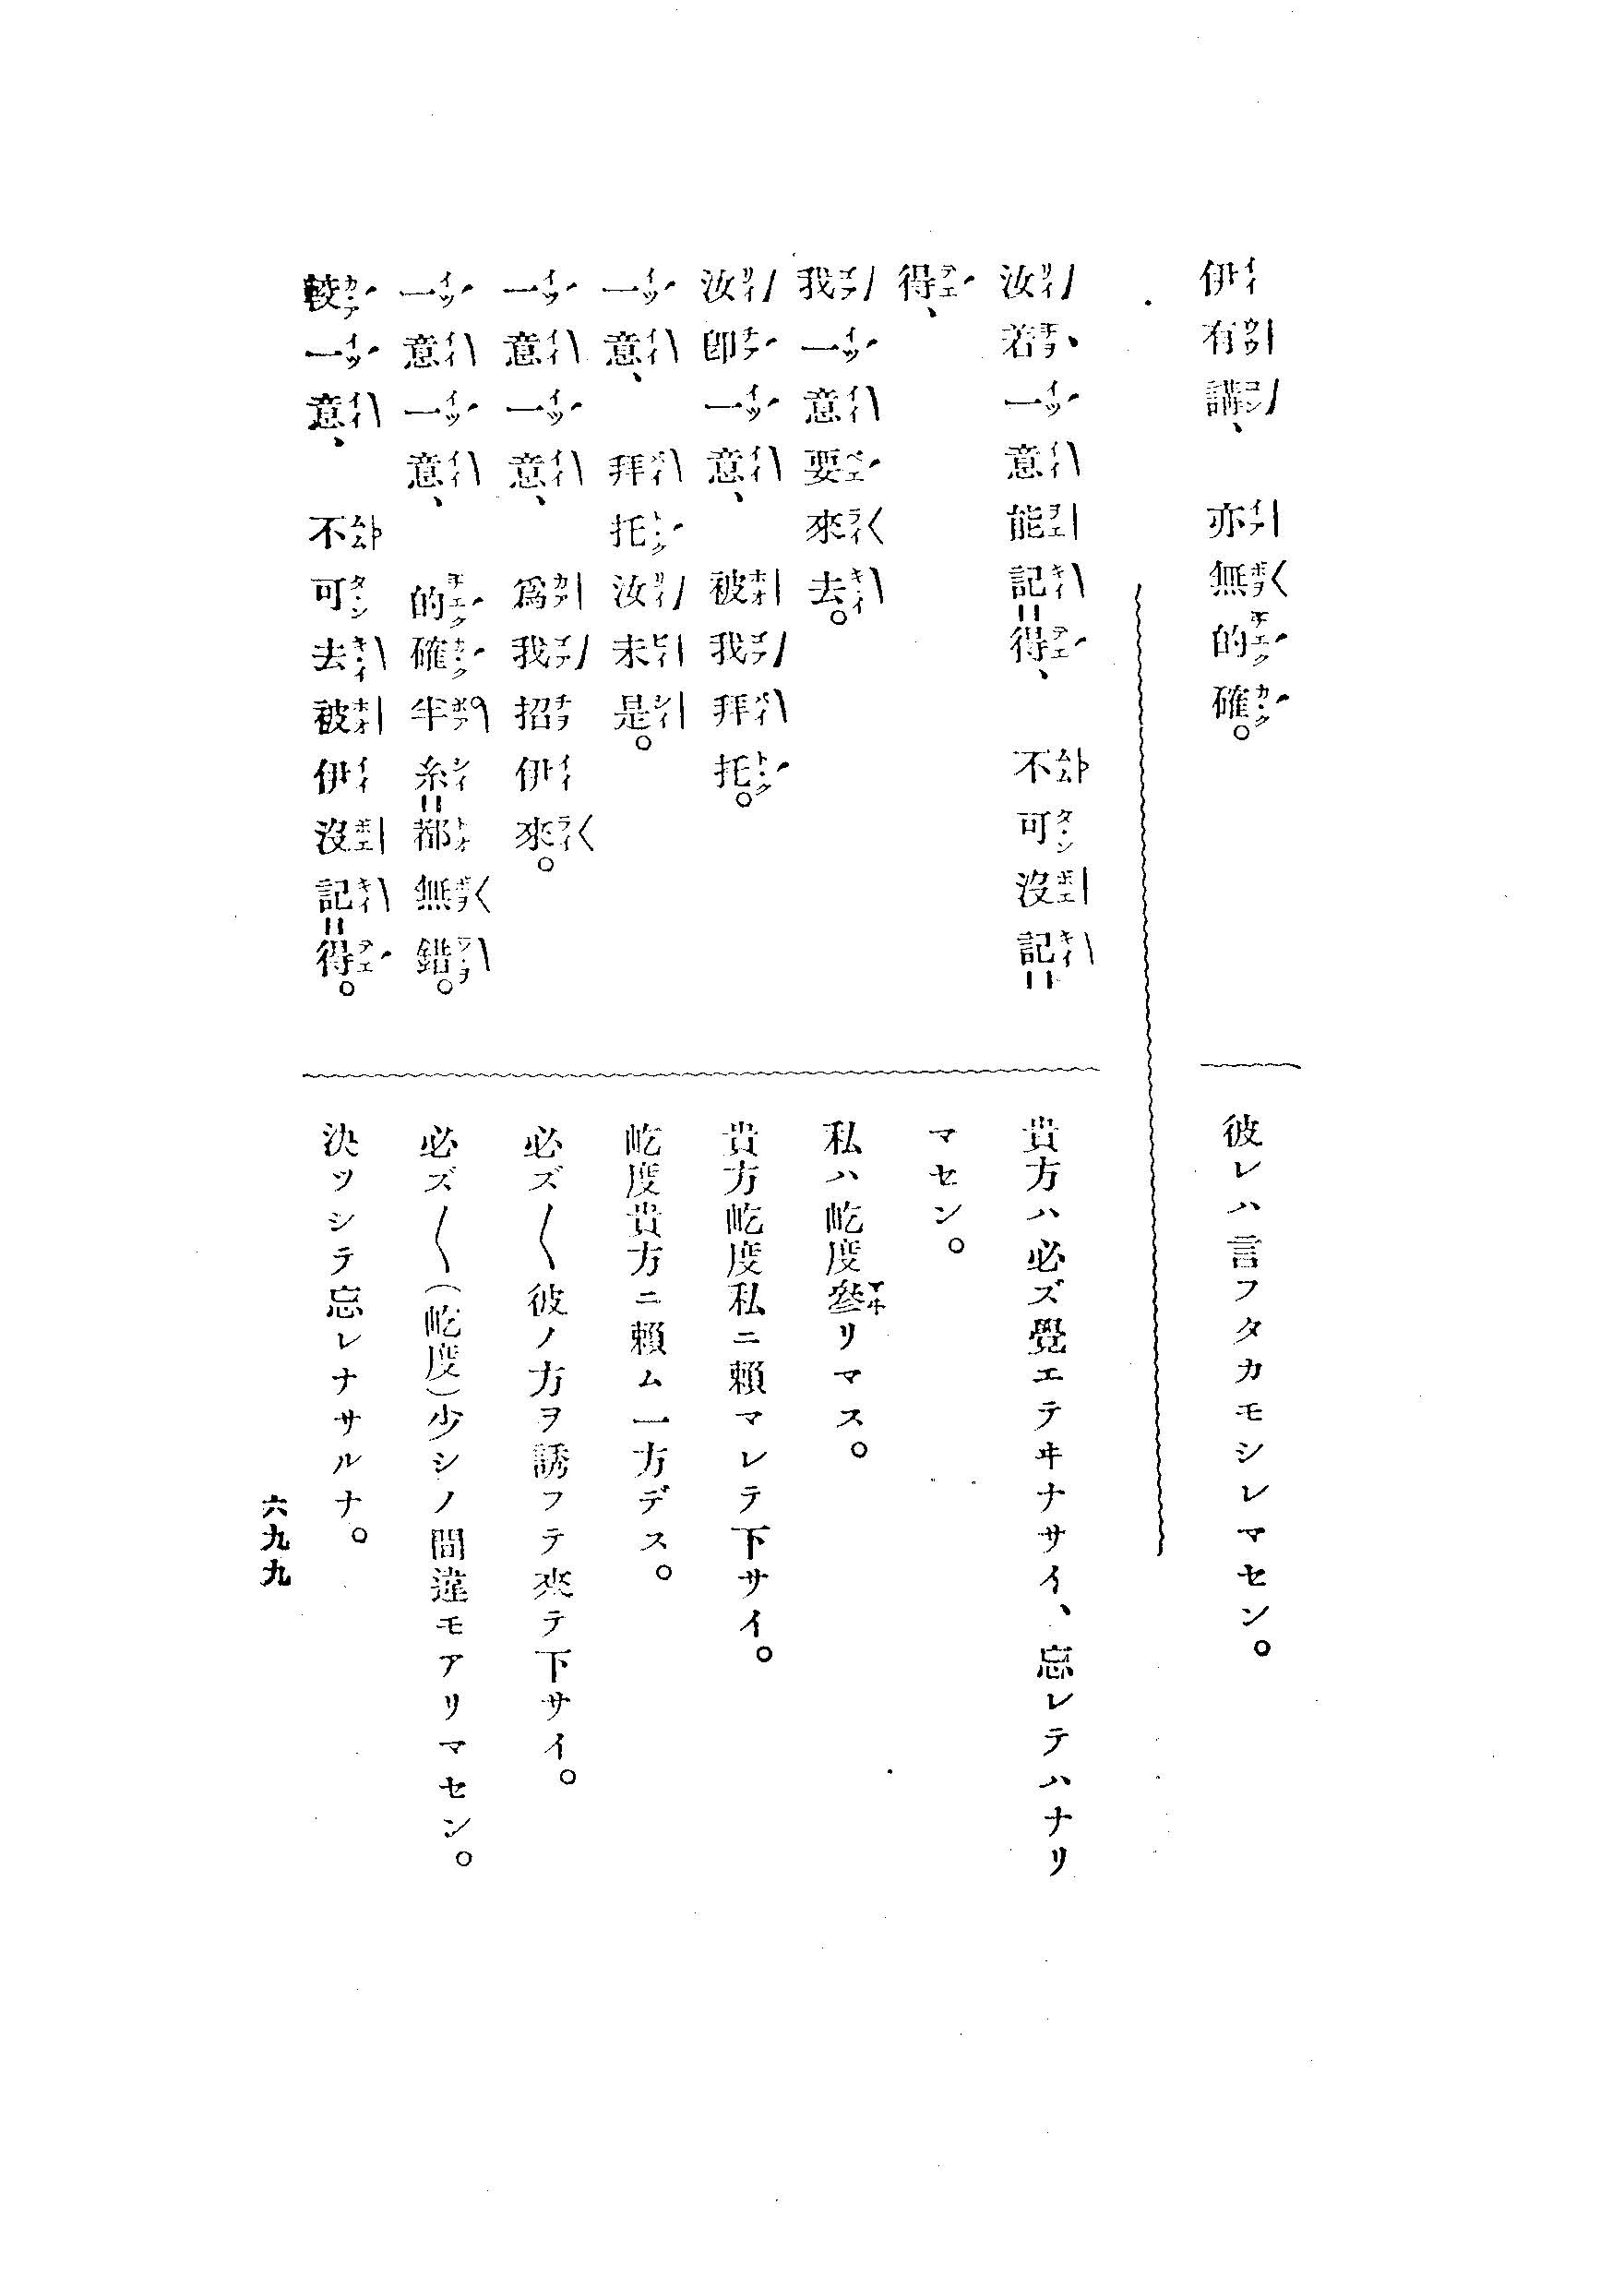 伊有講、亦無的確。
彼レハ言フタカモシレマセン。
汝若一意能記=得、不可沒記=
得、
貴方ハ必ズ覺エテヰナサイ、忘レテハナリ
マセン。
我一意要來去。
私ハ屹度參リマス。
汝卽一意、被我拜托。
貴方屹度私ニ賴マレテ下サイ。
一意、拜托汝未是。
屹度貴方ニ賴ム一方デス。
一意一意、爲我招伊來。
必ズ〱彼ノ方ヲ誘フテ來テ下サイ。
一意一意、的確半糸=都無錯。
必ズ〱(屹度)少シノ間違モアリマセン。
較一意、不可去被伊沒記=得。
決ッシテ忘レナサルナ。
六九九